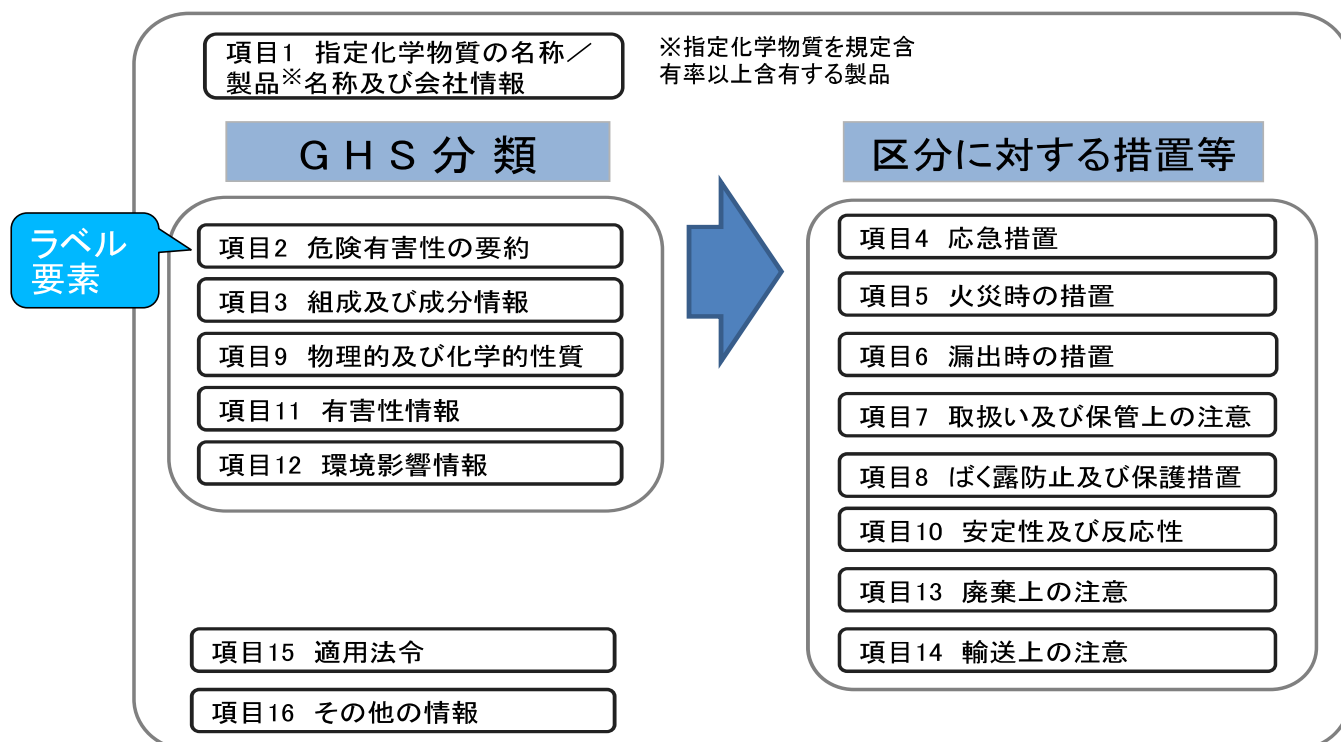 項目1 指定化学物質の名称／
製品※名称及び会社情報
※指定化学物質を規定含
有率以上含有する製品
GHS分類
区分に対する措置等
ラベル
要素
項目2 危険有害性の要約
項目3 組成及び成分情報
項目9 物理的及び化学的性質
項目11 有害性情報
項目12 環境影響情報
項目4 応急措置
項目5 火災時の措置
項目6 漏出時の措置
項目7 取扱い及び保管上の注意
項目8 ばく露防止及び保護措置
項目10 安定性及び反応性
項目13 廃棄上の注意
項目14 輸送上の注意
項目15 適用法令
項目16 その他の情報